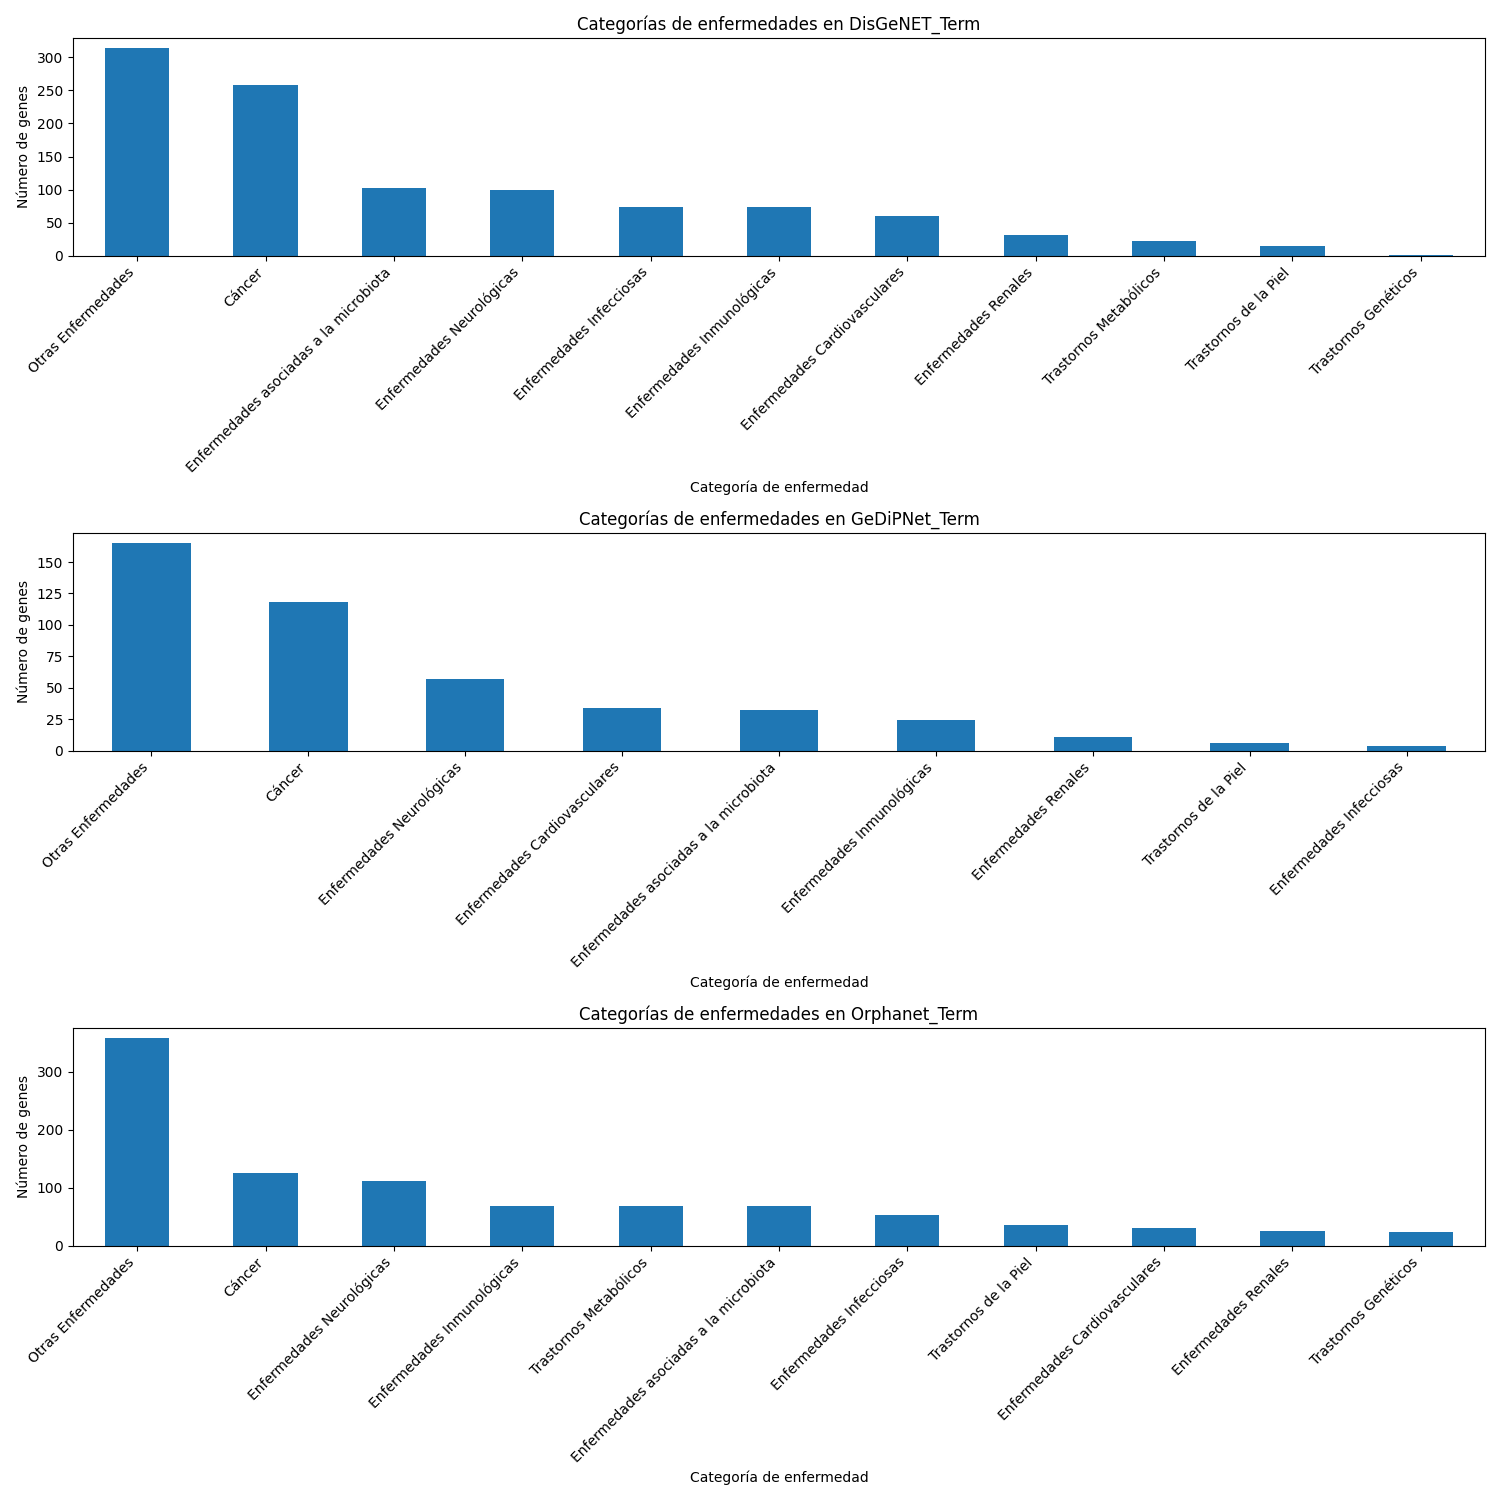 Categorías de enfermedades en DisGeNET_Term
Número de genes
300
250
200
150
100
50
0
Otras Enfermedades
Cáncer
Enfermedades asociadas a la microbiota
Enfermedades Neurológicas
Enfermedades Infecciosas
Enfermedades Inmunológicas
Enfermedades Cardiovasculares
Enfermedades Renales
Trastornos Metabólicos
Trastornos de la Piel
Trastornos Genéticos
Categoría de enfermedad
Categorías de enfermedades en GeDiPNet_Term
Número de genes
150
125
100
75
50
25
0
Otras Enfermedades
Cáncer
Enfermedades Neurológicas
Enfermedades Cardiovasculares
Enfermedades asociadas a la microbiota
Enfermedades Inmunológicas
Enfermedades Renales
Trastornos de la Piel
Enfermedades Infecciosas
Categoría de enfermedad
Categorías de enfermedades en Orphanet_Term
Número de genes
300
200
100
0
Otras Enfermedades
Cáncer
Enfermedades Neurológicas
Enfermedades Inmunológicas
Trastornos Metabólicos
Enfermedades asociadas a la microbiota
Enfermedades Infecciosas
Trastornos de la Piel
Enfermedades Cardiovasculares
Enfermedades Renales
Trastornos Genéticos
Categoría de enfermedad